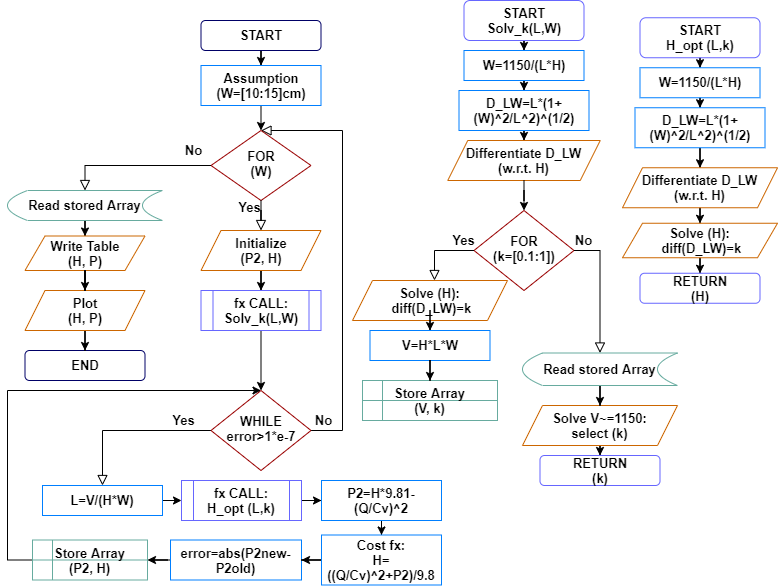 START
Assumption
(W=[10:15]cm)
FOR
(W)
No
Yes
Read stored Array
Write Table
(H, P)
Plot
(H, P)
END
Initialize
(P2, H)
fx CALL:
Solv_k(L,W)
WHILE
error>1*e-7
Yes
No
L=V/(H*W)
fx CALL:
H_opt (L,k)
P2=H*9.81-
(Q/Cv)^2
Cost fx:
H=
((Q/Cv)^2+P2)/9.8
error=abs(P2new-
P2old)
Store Array
(P2, H)
START
Solv_k(L,W)
W=1150/(L*H)
D_LW=L*(1+
(W)^2/L^2)^(1/2)
Differentiate D_LW
(w.r.t. H)
FOR
(k=[0.1:1])
Yes
No
Solve (H):
diff(D_LW)=k
V=H*L*W
Store Array
(V, k)
Read stored Array
Solve V~=1150:
select (k)
RETURN
(k)
START
H_opt (L,k)
W=1150/(L*H)
D_LW=L*(1+
(W)^2/L^2)^(1/2)
Differentiate D_LW
(w.r.t. H)
Solve (H):
diff(D_LW)=k
RETURN
(H)